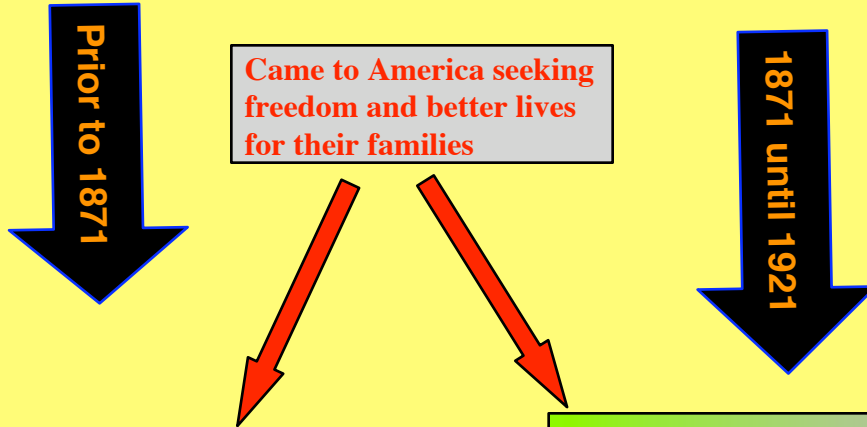 Prior to 1871
Came to America seeking
freedom and better lives
for their families
1871 until 1921